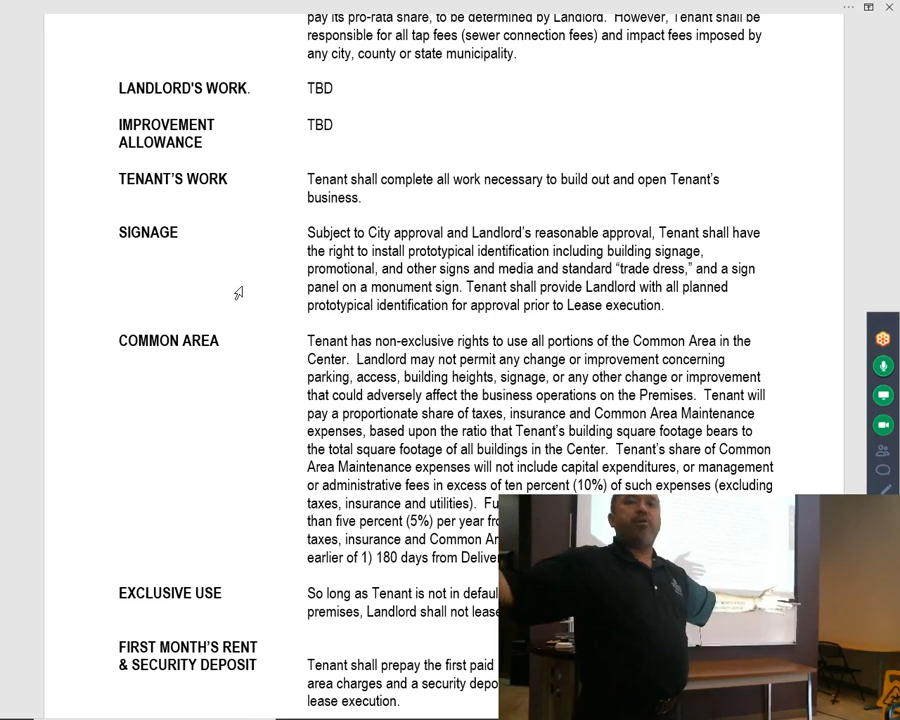 pay its pro-rata share, to be determined by Landlord. However, Tenant shall be
responsible for all tap fees (sewer connection fees) and impact fees imposed by
any city, county or state municipality.
LANDLORD'S WORK. TBD
IMPROVEMENT TBD
ALLOWANCE
TENANT’S WORK Tenant shall complete all work necessary to build out and open Tenant’s
business.
SIGNAGE Subject to City approval and Landlord’s reasonable approval, Tenant shall have
the right to install prototypical identification including building signage,
promotional, and other signs and media and standard “trade dress,” and a sign
panel on a monument sign. Tenant shall provide Landlord with all planned
prototypical identification for approval prior to Lease execution.
COMMON AREA Tenant has non-exclusive rights to use all portions of the Common Area in the
Center. Landlord may not permit any change or improvement concerning
parking, access, building heights, signage, or any other change or improvement
that could adversely affect the business operations on the Premises. Tenant will
pay a proportionate share of taxes, insurance and Common Area Maintenance
expenses, based upon the ratio that Tenant’s building square footage bears to
the total square footage of all buildings in the Center. Tenant’s share of Common
Area Maintenance expenses will not include capital expenditures, or management
or administrative fees in excess of ten percent (10%) of such expenses (excluding
taxes, insurance and utilities). Fu
than five percent (5%) per year fro
taxes, insurance and Common Ar
earlier of 1) 180 days from Deliver
EXCLUSIVE USE So long as Tenant is not in defaul
premises, Landlord shall not lease
FIRST MONTH’S RENT
& SECURITY DEPOSIT Tenant shall prepay the first paid
area charges and a security depo
lease execution.